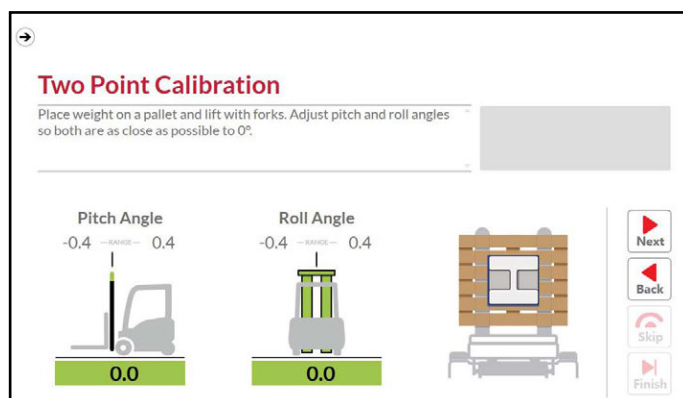 Two Point Calibration
Place weight on a pallet and lift with forks. Adjust pitch and roll angles
so both are as close as possible to 0°.
Pitch Angle
-0.4 —RANGE— 0.4
0.0
Roll Angle
-0.4 —RANGE— 0.4
0.0
Next
Back
Skip
Finish